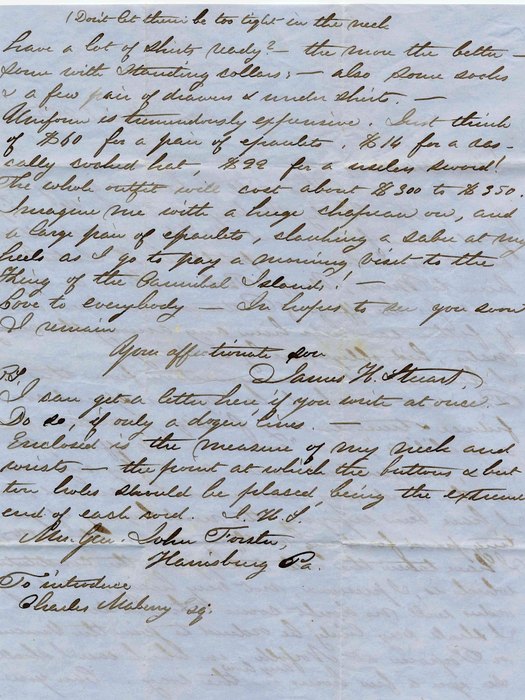 (Don't let them be too tight in the neck
have a lot of shirts ready? — the more the better —
some with standing collars; — also some socks
& a few pair of drawers & under shirts. —
Uniform is tremendously expensive. Just think
of $60 for a pair of epaulets, $14 for a ras-
cally cocked hat, $22 for a useless sword!
The whole outfit will cost about $300 to $350.
Imagine me with a huge chapeau on, and
a large pair of epaulets, slashing a saber at my
heels as I go to pay a morning visit to the
King of the Cannibal Islands! —
Love to everybody — In hopes to see you soon
I remain
Your affectionate son
James H. Stuart.
P.S.
I can get a letter here, if you write at once.
Do so, if only a dozen lines. —
Enclosed is the measure of my neck and
wrists — the point at which the buttons & but
ton holes should be placed, being the extreme
end of each cord. J. H. S.
Mrs. Gen. John Forster,
Harrisburg Pa.
To introduce
Charles Maberry Esq.